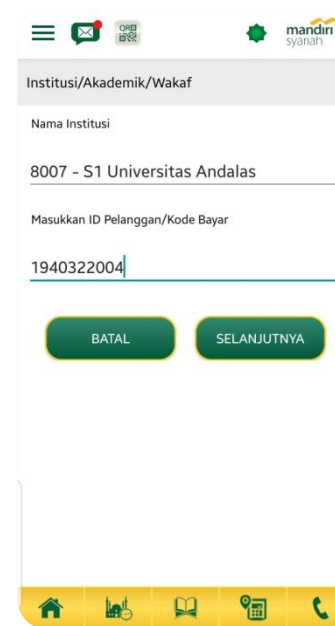 QRD
mandiri
syariah
Institusi/Akademik/Wakaf
Nama Institusi
8007 - S1 Universitas Andalas
Masukkan ID Pelanggan/Kode Bayar
1940322004
BATAL
SELANJUTNYA